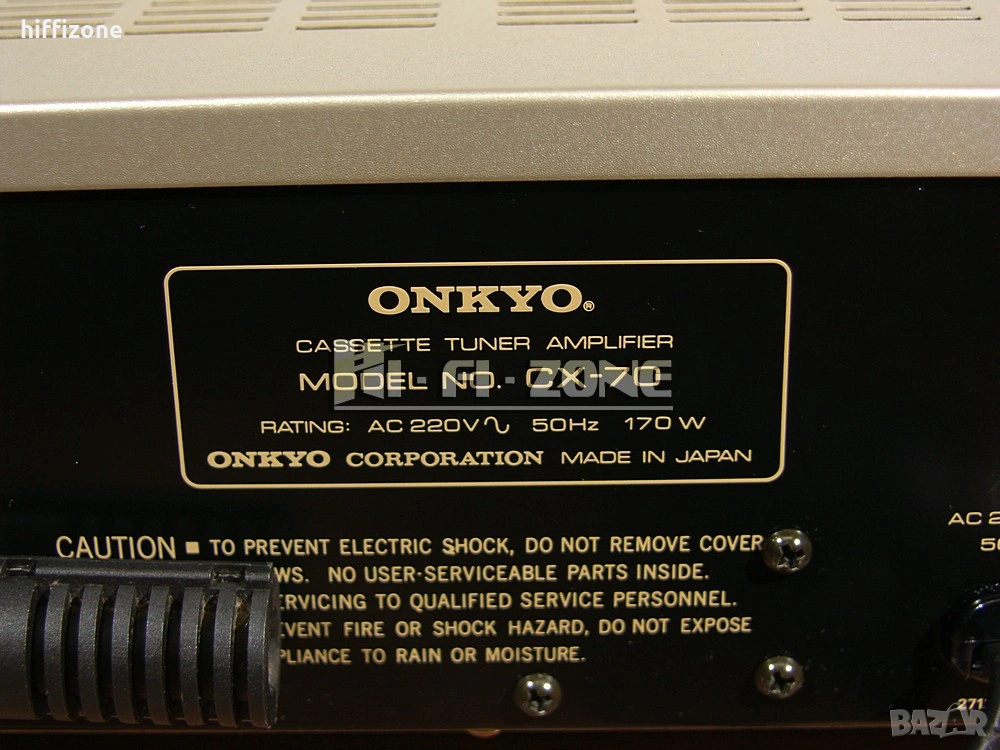 hiffizone
ONKYO®
CASSETTE TUNER AMPLIFIER
MODEL NO. CX-70
HI-FI-ZONE
RATING: AC 220V∿ 50Hz 170 W
ONKYO CORPORATION MADE IN JAPAN
AC 2
50
CAUTION ■ TO PREVENT ELECTRIC SHOCK, DO NOT REMOVE COVER
WS. NO USER-SERVICEABLE PARTS INSIDE.
ERVICING TO QUALIFIED SERVICE PERSONNEL.
EVENT FIRE OR SHOCK HAZARD, DO NOT EXPOSE
PLIANCE TO RAIN OR MOISTURE.
271
BAZAR